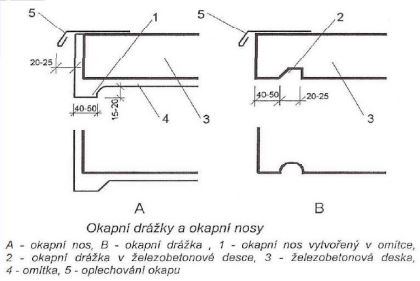 5
1
5
2
20-25
40-50
15-20
4
3
40-50
20-25
3
A
B
Okapní drážky a okapní nosy
A - okapní nos, B - okapní drážka , 1 - okapní nos vytvořený v omítce,
2 - okapní drážka v železobetonové desce, 3 - železobetonová deska,
4 - omítka, 5 - oplechování okapu